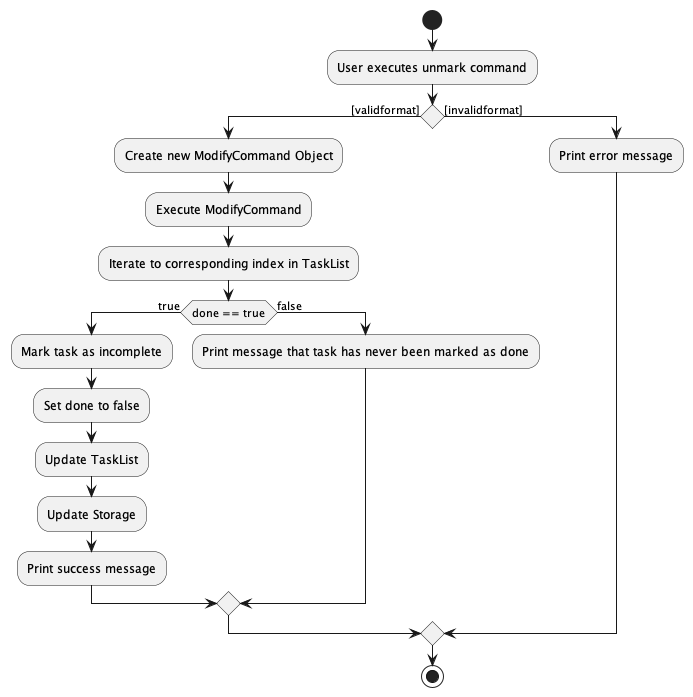 User executes unmark command
[validformat]
[invalidformat]
Create new ModifyCommand Object
Print error message
Execute ModifyCommand
Iterate to corresponding index in TaskList
true
done == true
false
Mark task as incomplete
Print message that task has never been marked as done
Set done to false
Update TaskList
Update Storage
Print success message